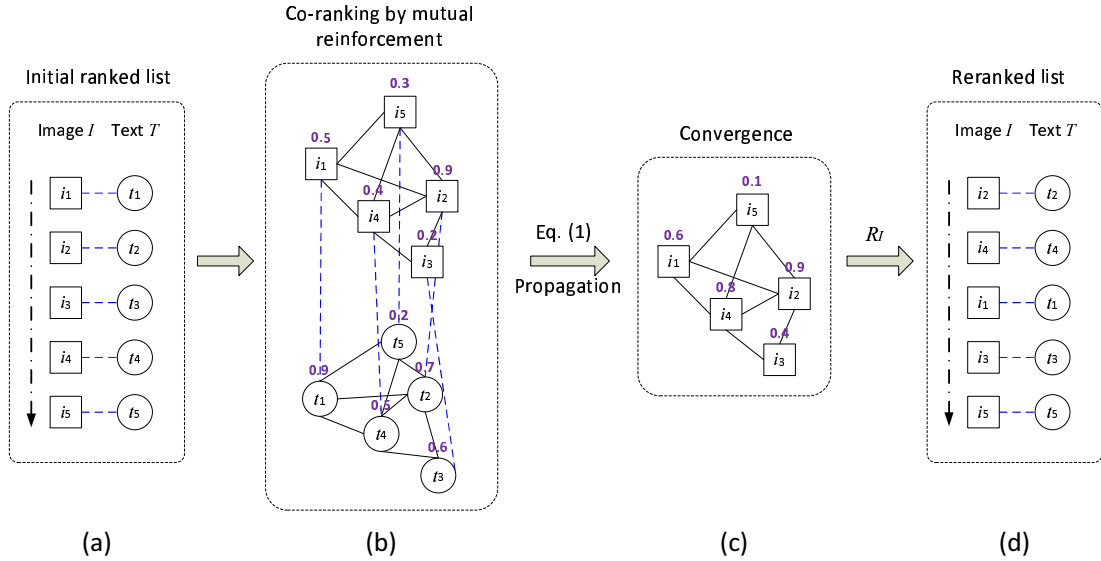 Initial ranked list
Image I Text T
i1 t1
i2 t2
i3 t3
i4 t4
i5 t5
(a)
Co-ranking by mutual
reinforcement
0.3
i5
0.5
i1
0.9
i2
0.4
i4
0.2
i3
0.2
t5
0.9
t1
0.7
t2
0.5
t4
0.6
t3
(b)
Eq. (1)
Propagation
Convergence
0.1
i5
0.6
i1
0.9
i2
0.8
i4
0.4
i3
(c)
RI
Reranked list
Image I Text T
i2 t2
i4 t4
i1 t1
i3 t3
i5 t5
(d)